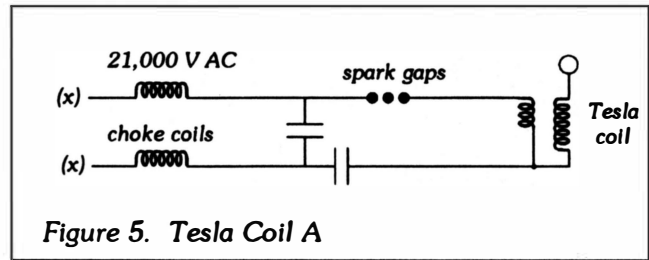 21,000 V AC
spark gaps
(x)
Tesla
coil
choke coils
(x)
Figure 5. Tesla Coil A